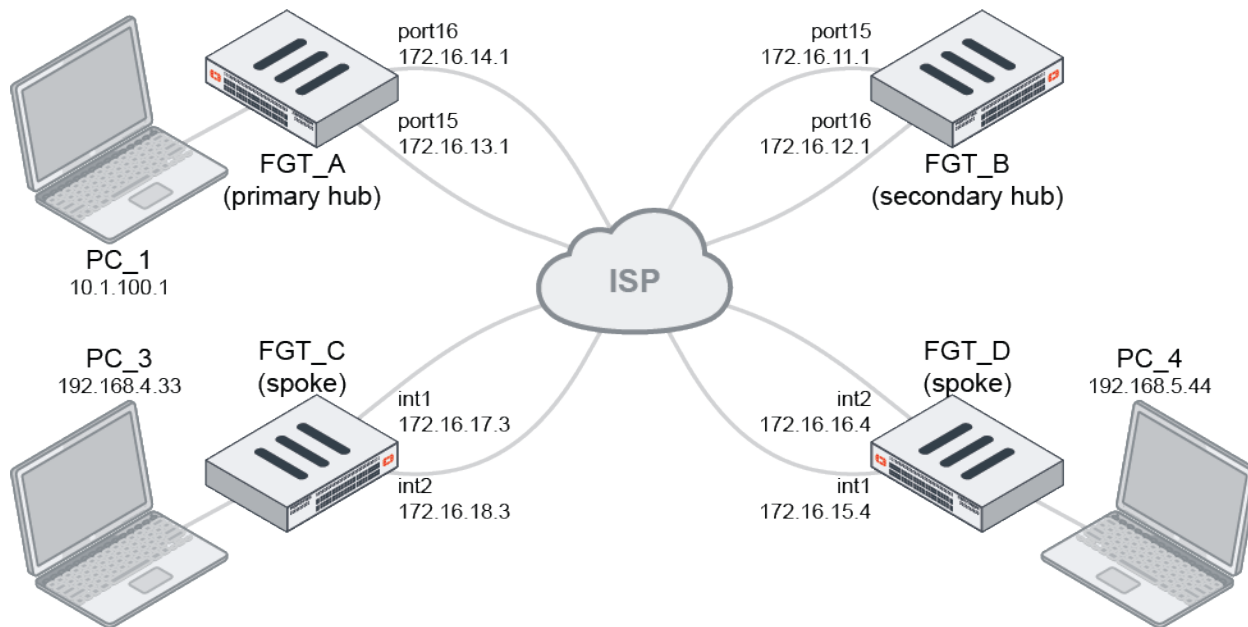 port16
172.16.14.1
port15
172.16.13.1
FGT_A
(primary hub)
PC_1
10.1.100.1
port15
172.16.11.1
port16
172.16.12.1
FGT_B
(secondary hub)
ISP
PC_3
192.168.4.33
FGT_C
(spoke)
int1
172.16.17.3
int2
172.16.18.3
FGT_D
(spoke)
int2
172.16.16.4
int1
172.16.15.4
PC_4
192.168.5.44